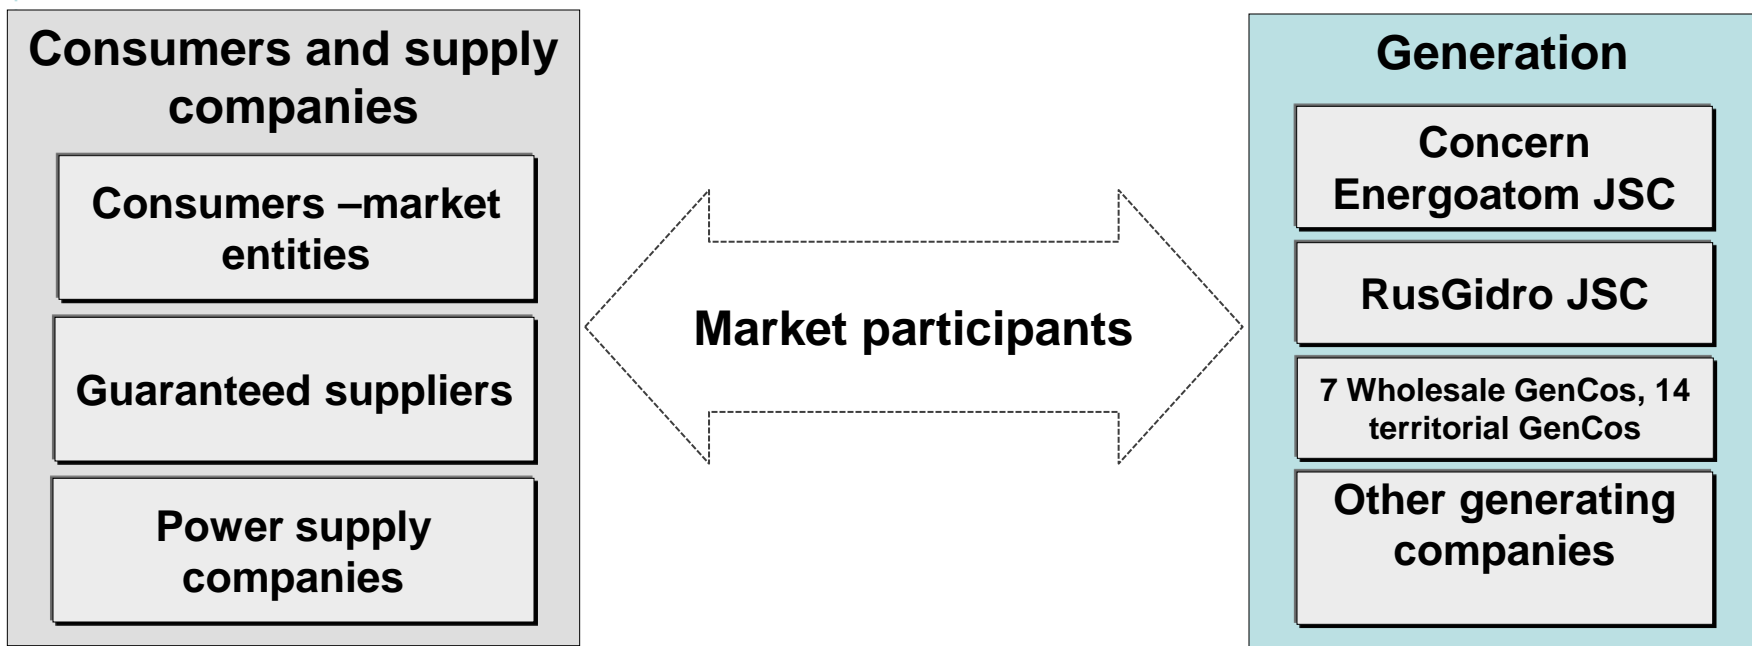 Consumers and supply
companies
Consumers –market
entities
Guaranteed suppliers
Power supply
companies
Market participants
Generation
Concern
Energoatom JSC
RusGidro JSC
7 Wholesale GenCos, 14
territorial GenCos
Other generating
companies